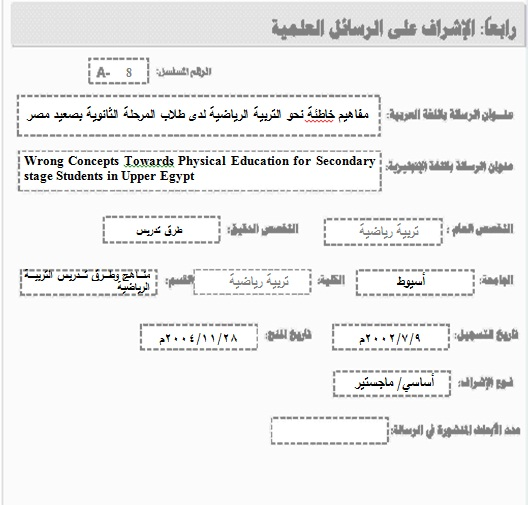 رابعاً: الإشراف على الرسائل العلمية
الرقم المسلسل: A- 8
عنـوان الرسالة باللغة العربية: مفاهيم خاطئة نحو التربية الرياضية لدى طلاب المرحلة الثانوية بصعيد مصر
عنوان الرسالة باللغة الإنجليزية: Wrong Concepts Towards Physical Education for Secondary
stage Students in Upper Egypt
التخصص العام: تربية رياضية التخصص الدقيق: طرق تدريس
الجامعة: أسيوط الكلية: تربية رياضية القسم: مناهج وطرق تدريس التربية
الرياضية
تاريخ التسجيل: ٢٠٠٢/٧/٩م تاريخ المنح: ٢٠٠٤/١١/٢٨م
نوع الإشراف: أساسي/ ماجستير
عدد الأبحاث المنشورة في الرسالة: